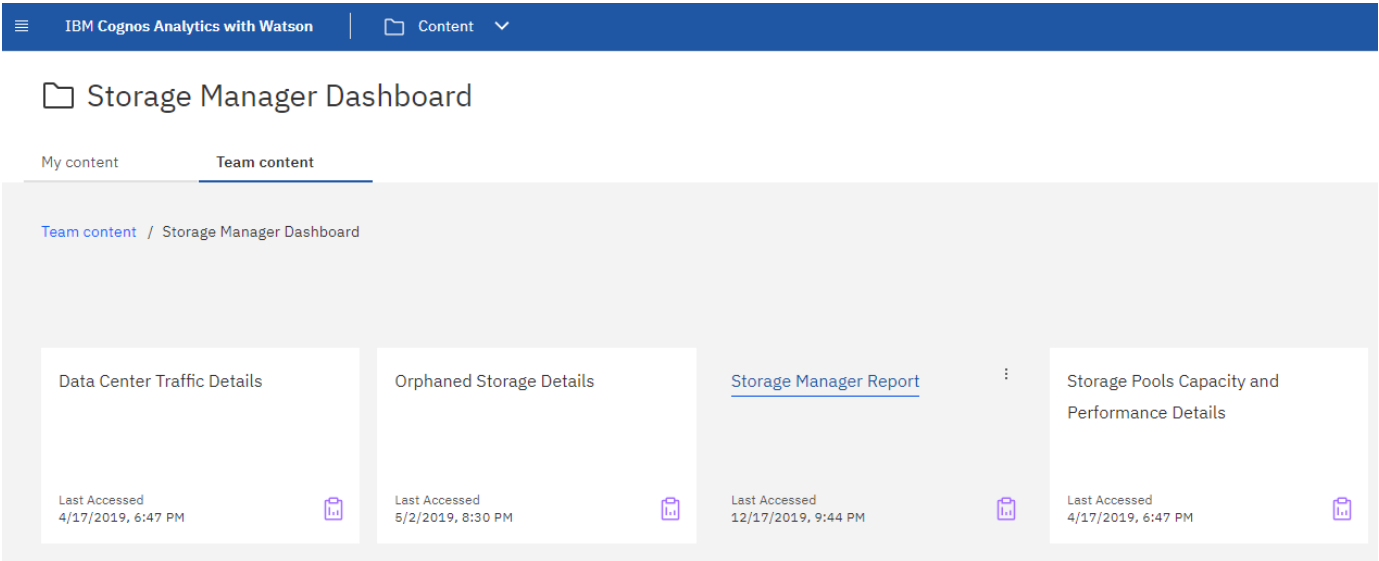 IBM Cognos Analytics with Watson Content
Storage Manager Dashboard
My content Team content
Team content / Storage Manager Dashboard
Data Center Traffic Details
Last Accessed
4/17/2019, 6:47 PM
Orphaned Storage Details
Last Accessed
5/2/2019, 8:30 PM
Storage Manager Report
Last Accessed
12/17/2019, 9:44 PM
Storage Pools Capacity and
Performance Details
Last Accessed
4/17/2019, 6:47 PM